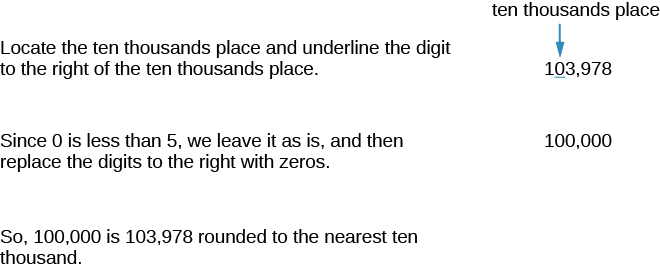 ten thousands place
Locate the ten thousands place and underline the digit
to the right of the ten thousands place.
103,978
Since 0 is less than 5, we leave it as is, and then
replace the digits to the right with zeros.
100,000
So, 100,000 is 103,978 rounded to the nearest ten
thousand.